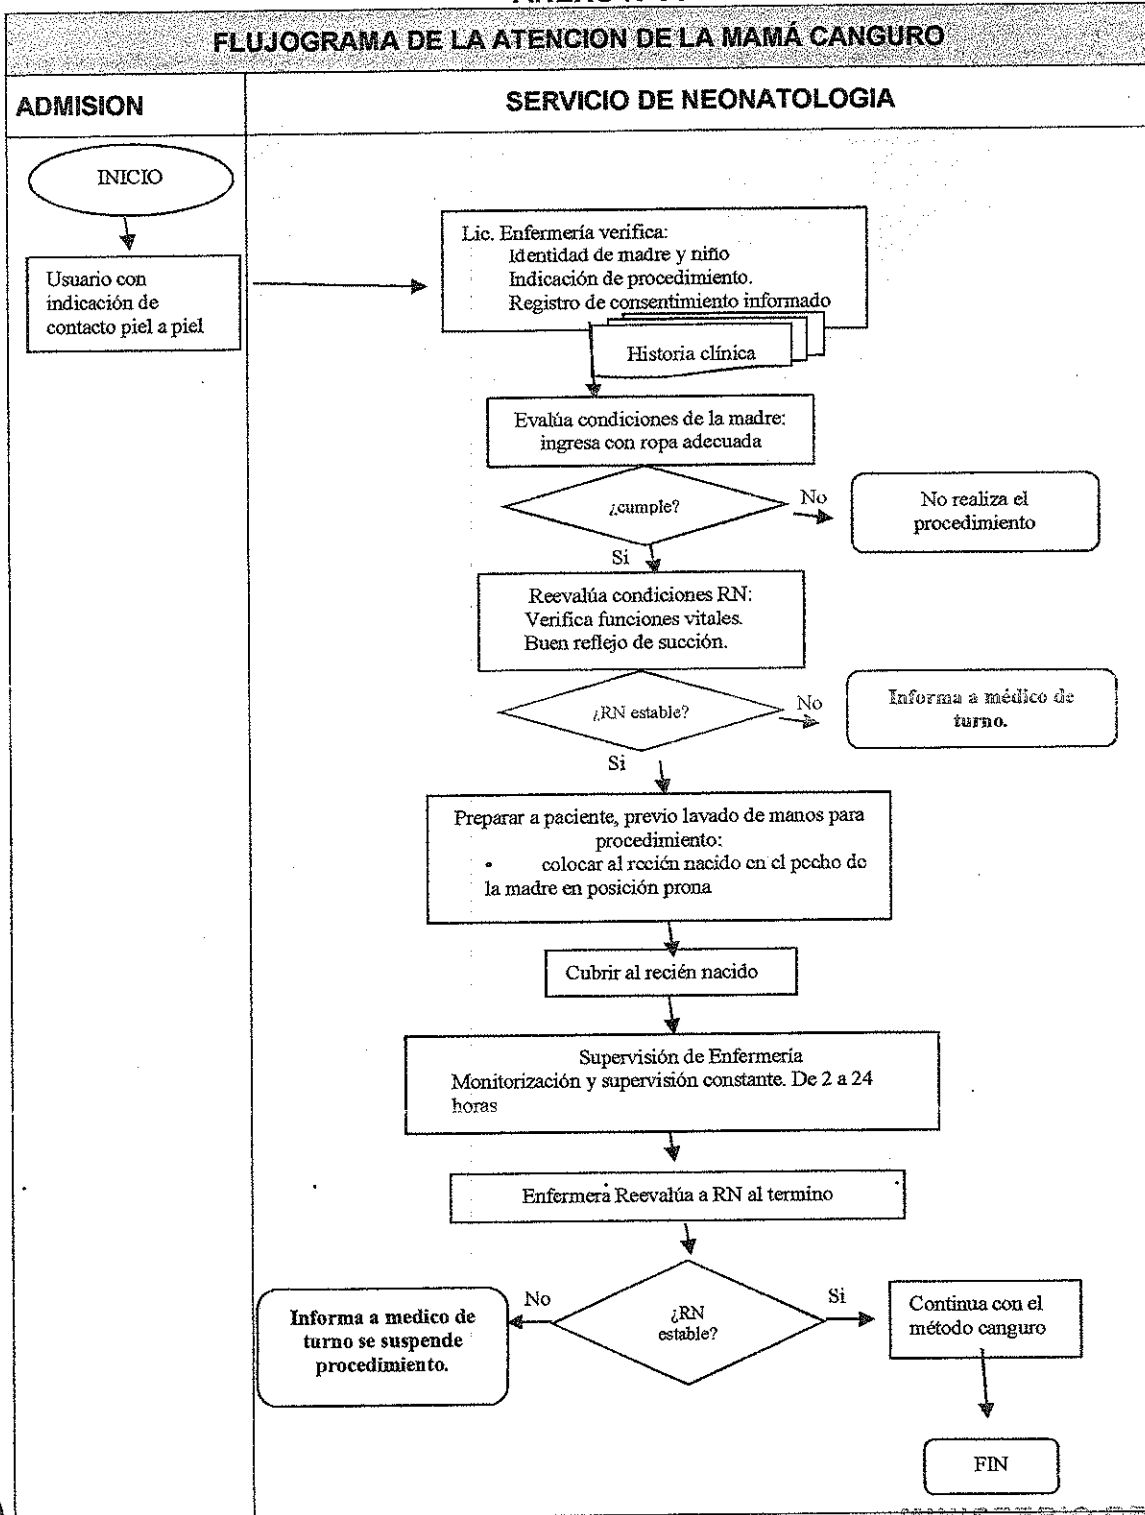 FLUJOGRAMA DE LA ATENCION DE LA MAMÁ CANGURO
ADMISION
SERVICIO DE NEONATOLOGIA
INICIO
Usuario con
indicación de
contacto piel a piel
Lic. Enfermería verifica:
Identidad de madre y niño
Indicación de procedimiento.
Registro de consentimiento informado
Historia clínica
Evalúa condiciones de la madre:
ingresa con ropa adecuada
¿cumple?
No
No realiza el
procedimiento
Si
Reevalúa condiciones RN:
Verifica funciones vitales.
Buen reflejo de succión.
¿RN estable?
No
Informa a médico de
turno.
Si
Preparar a paciente, previo lavado de manos para
procedimiento:
• colocar al recién nacido en el pecho de
la madre en posición prona
Cubrir al recién nacido
Supervisión de Enfermería
Monitorización y supervisión constante. De 2 a 24
horas
Enfermera Reevalúa a RN al termino
¿RN
estable?
No
Informa a medico de
turno se suspende
procedimiento.
Si
Continua con el
método canguro
FIN